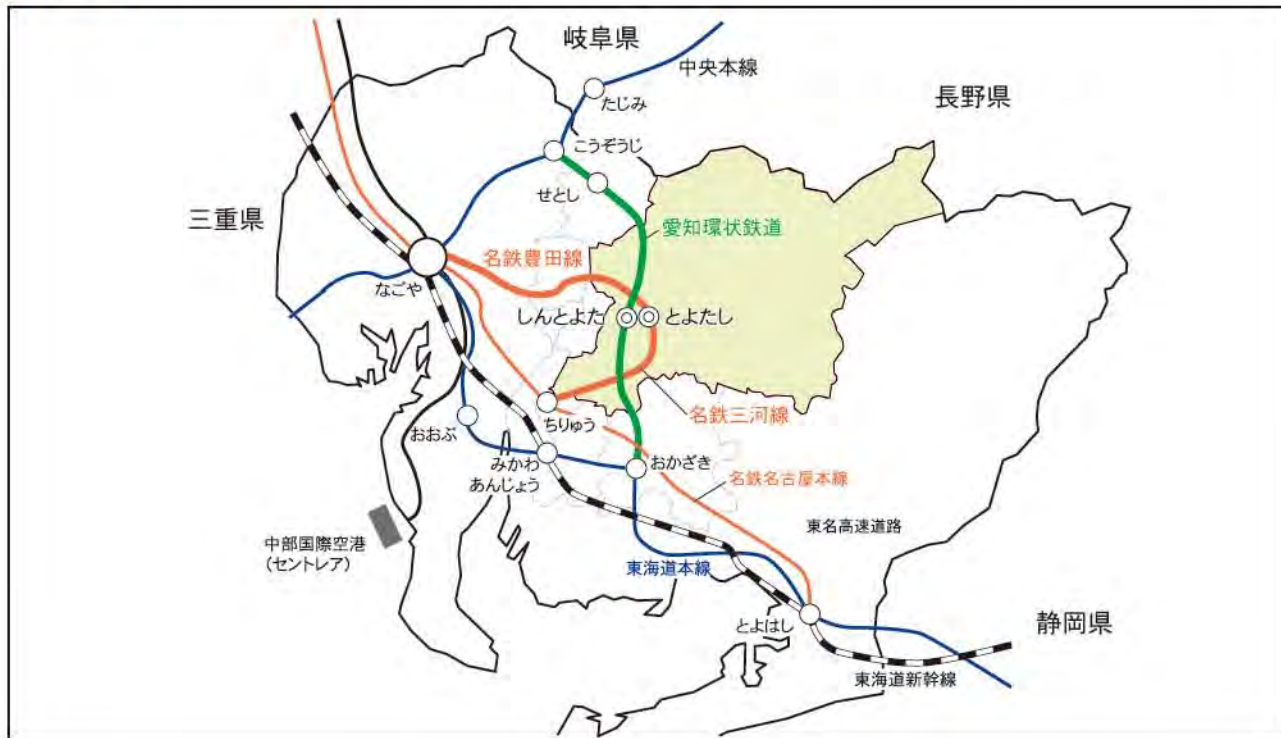 岐阜県
中央本線
長野県
たじみ
こうぞうじ
せとし
三重県
愛知環状鉄道
名鉄豊田線
なごや
しんとよた
とよたし
名鉄三河線
ちりゅう
おおぶ
みかわ
あんじょう
おかざき
名鉄名古屋本線
東名高速道路
中部国際空港
(セントレア)
東海道本線
とよはし
静岡県
東海道新幹線